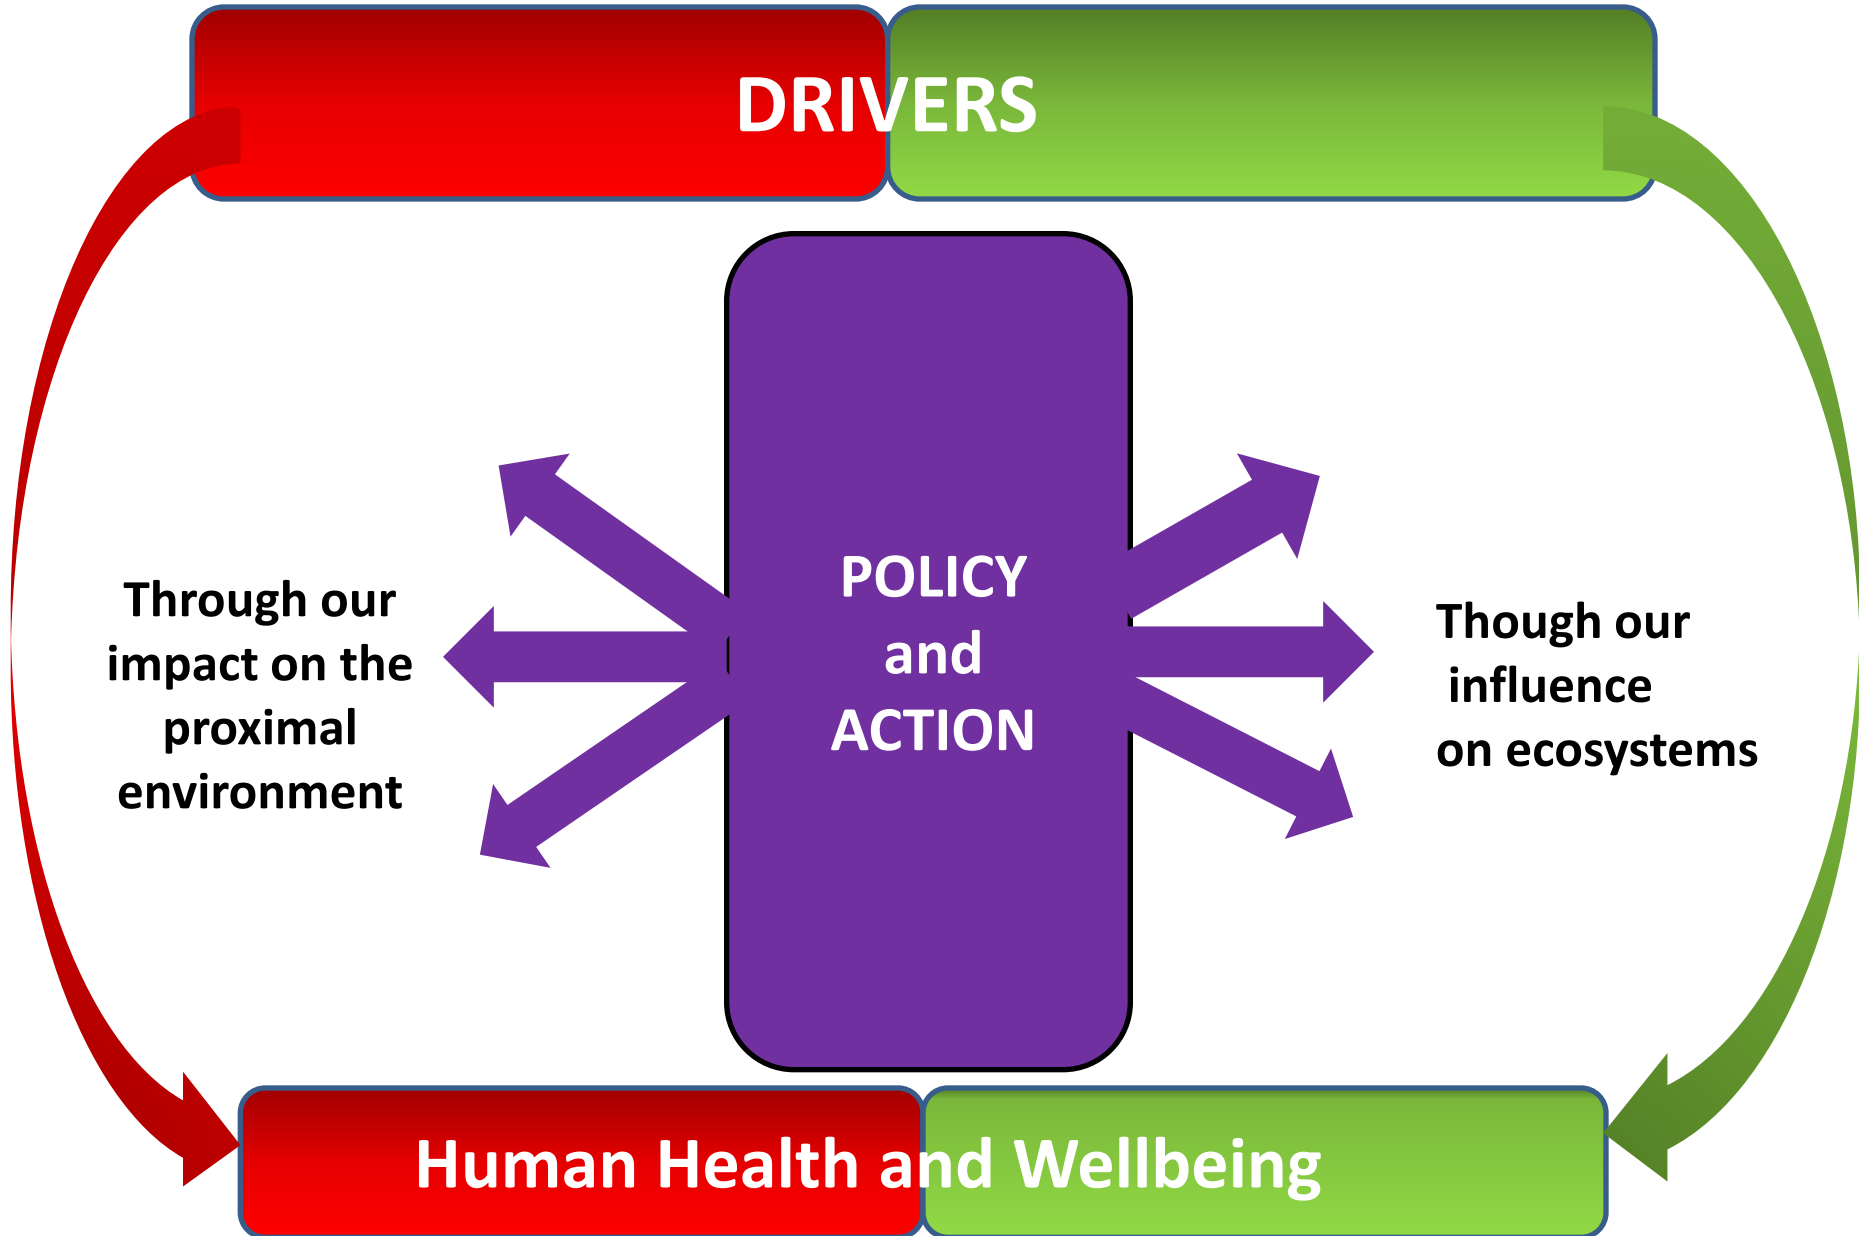 DRIVERS
POLICY
and
ACTION
Through our
impact on the
proximal
environment
Though our
influence
on ecosystems
Human Health and Wellbeing